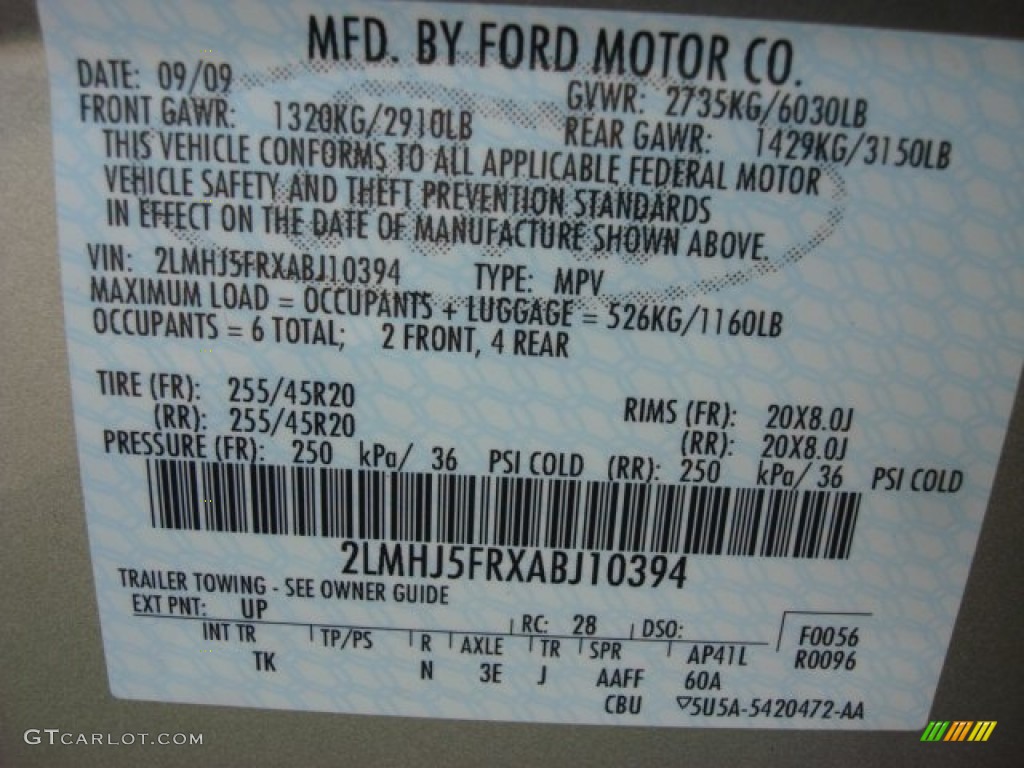 MFD. BY FORD MOTOR CO.
DATE: 09/09 GVWR: 2735KG/6030LB
FRONT GAWR: 1320KG/2910LB REAR GAWR: 1429KG/3150LB
THIS VEHICLE CONFORMS TO ALL APPLICABLE FEDERAL MOTOR
VEHICLE SAFETY AND THEFT PREVENTION STANDARDS
IN EFFECT ON THE DATE OF MANUFACTURE SHOWN ABOVE.
VIN: 2LMHJ5FRXABJ10394 TYPE: MPV
MAXIMUM LOAD = OCCUPANTS + LUGGAGE = 526KG/1160LB
OCCUPANTS = 6 TOTAL; 2 FRONT, 4 REAR
TIRE (FR): 255/45R20 RIMS (FR): 20X8.0J
(RR): 255/45R20 (RR): 20X8.0J
PRESSURE (FR): 250 kPa/ 36 PSI COLD (RR): 250 kPa/ 36 PSI COLD
2LMHJ5FRXABJ10394
TRAILER TOWING - SEE OWNER GUIDE
EXT PNT: UP RC: 28 DSO: F0056
INT TR TP/PS R AXLE TR SPR AP41L R0096
TK N 3E J AAFF 60A
CBU ▽5U5A-5420472-AA
GTCARLOT.COM